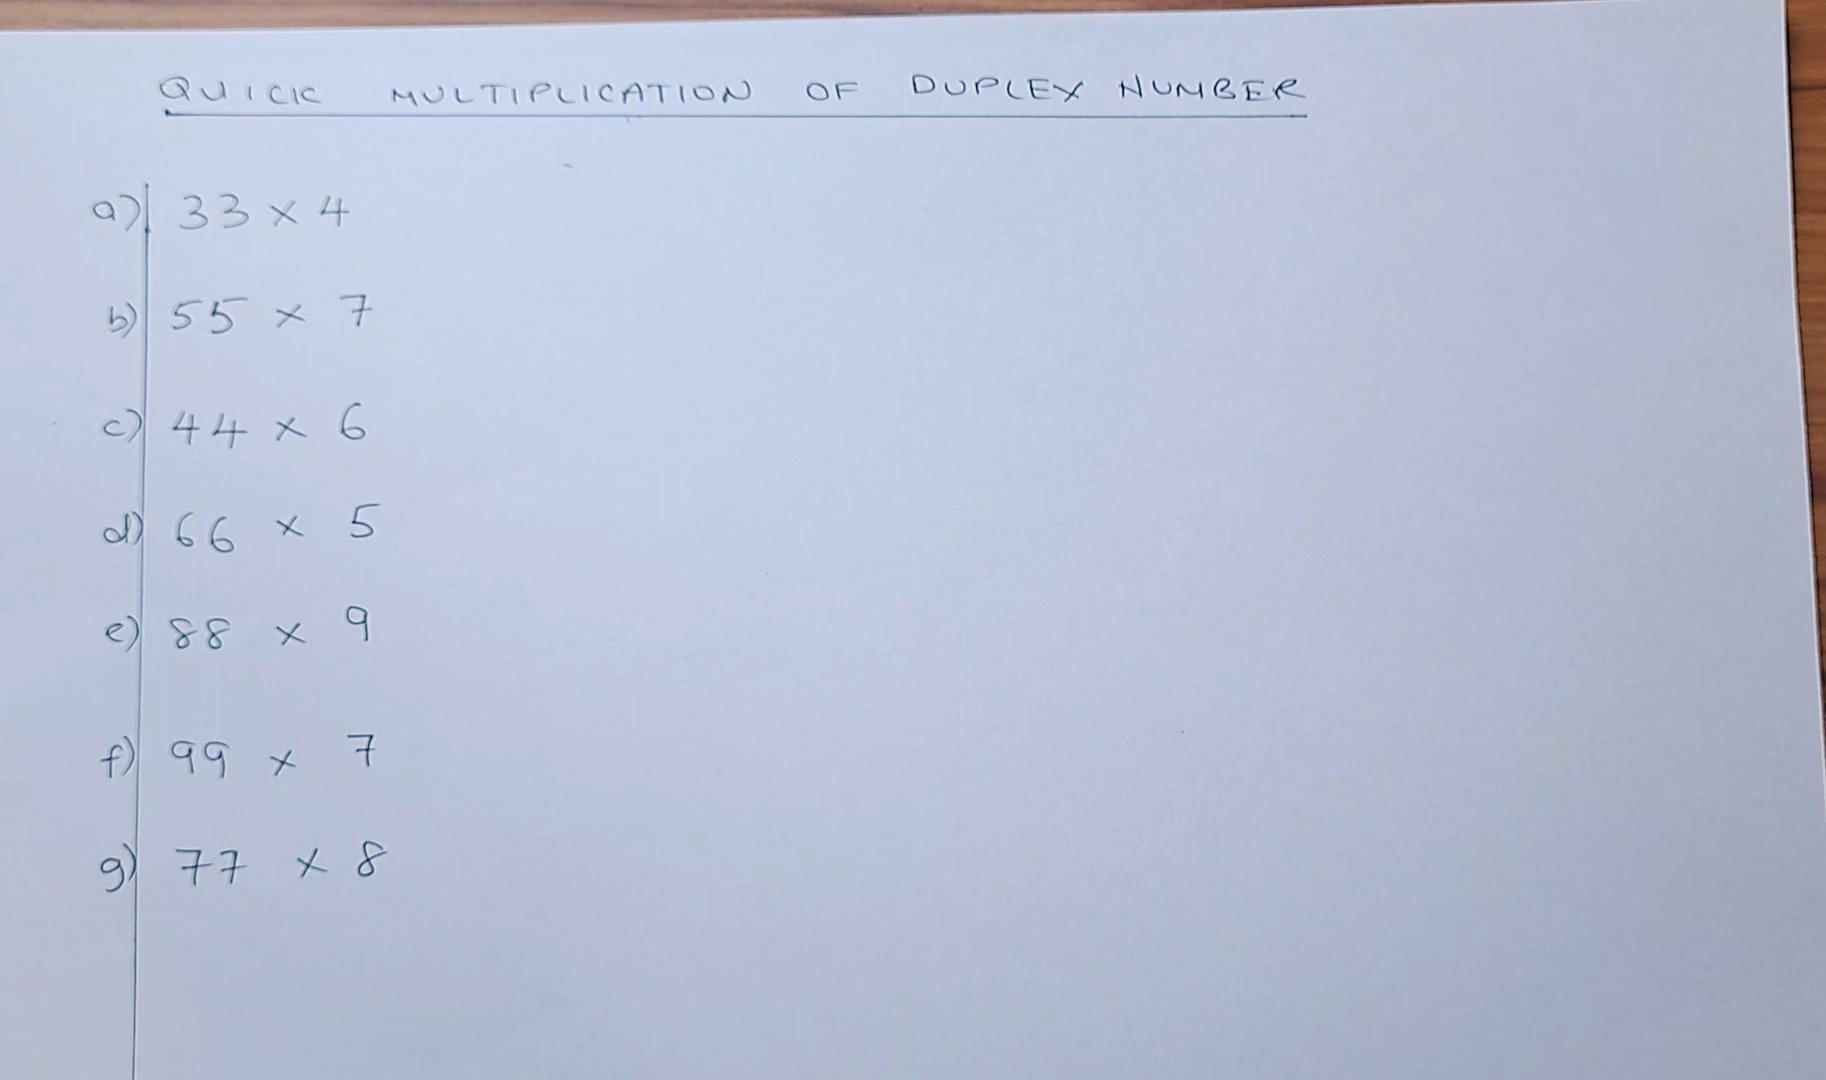 QUICK MULTIPLICATION OF DUPLEX NUMBER
a) 33 × 4
b) 55 × 7
c) 44 × 6
d) 66 × 5
e) 88 × 9
f) 99 × 7
g) 77 × 8